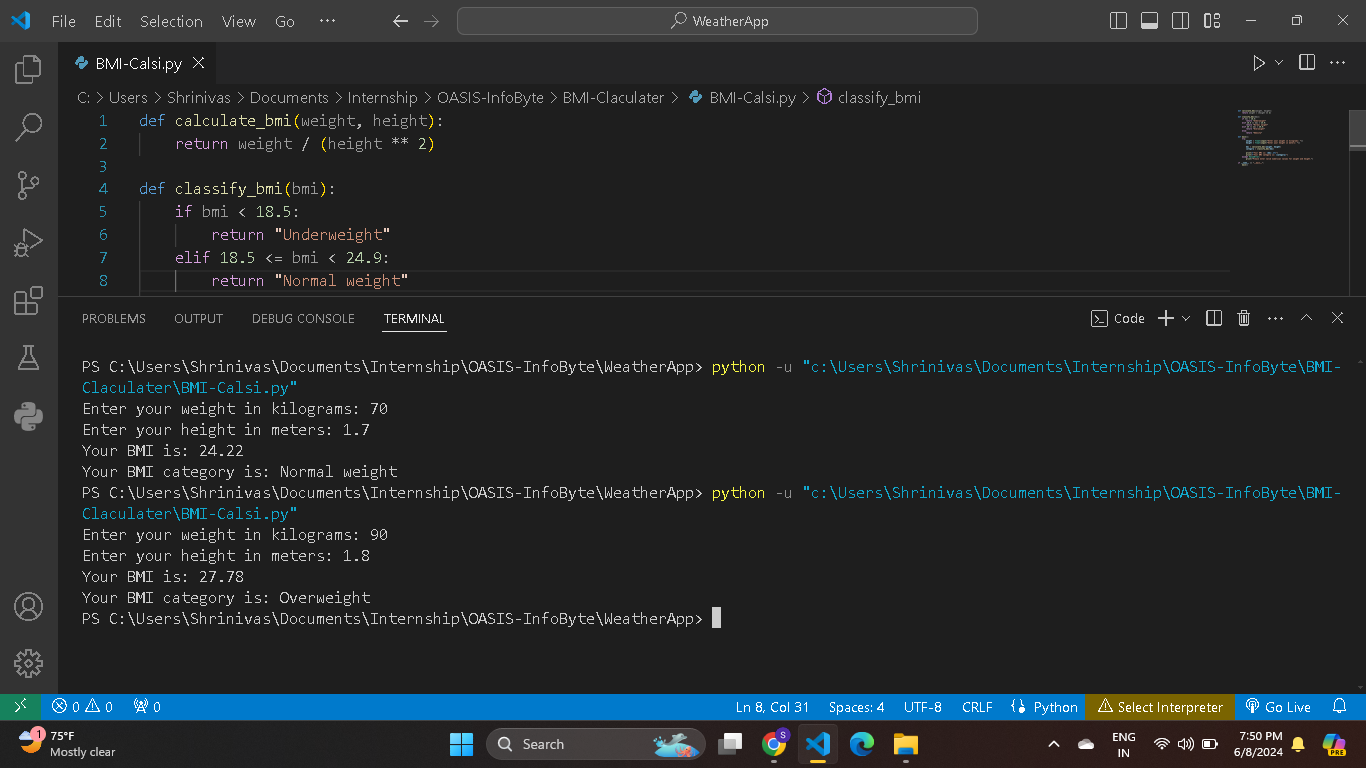 File Edit Selection View Go ··· WeatherApp
BMI-Calsi.py
C: > Users > Shrinivas > Documents > Internship > OASIS-InfoByte > BMI-Claculater > BMI-Calsi.py > classify_bmi
1 def calculate_bmi(weight, height):
2 return weight / (height ** 2)
3
4 def classify_bmi(bmi):
5 if bmi < 18.5:
6 return "Underweight"
7 elif 18.5 <= bmi < 24.9:
8 return "Normal weight"
PROBLEMS OUTPUT DEBUG CONSOLE TERMINAL Code
PS C:\Users\Shrinivas\Documents\Internship\OASIS-InfoByte\WeatherApp> python -u "c:\Users\Shrinivas\Documents\Internship\OASIS-InfoByte\BMI-
Claculater\BMI-Calsi.py"
Enter your weight in kilograms: 70
Enter your height in meters: 1.7
Your BMI is: 24.22
Your BMI category is: Normal weight
PS C:\Users\Shrinivas\Documents\Internship\OASIS-InfoByte\WeatherApp> python -u "c:\Users\Shrinivas\Documents\Internship\OASIS-InfoByte\BMI-
Claculater\BMI-Calsi.py"
Enter your weight in kilograms: 90
Enter your height in meters: 1.8
Your BMI is: 27.78
Your BMI category is: Overweight
PS C:\Users\Shrinivas\Documents\Internship\OASIS-InfoByte\WeatherApp>
0 0 0 Ln 8, Col 31 Spaces: 4 UTF-8 CRLF Python Select Interpreter Go Live
1 75°F Search S ENG 7:50 PM
Mostly clear IN 6/8/2024 PRE